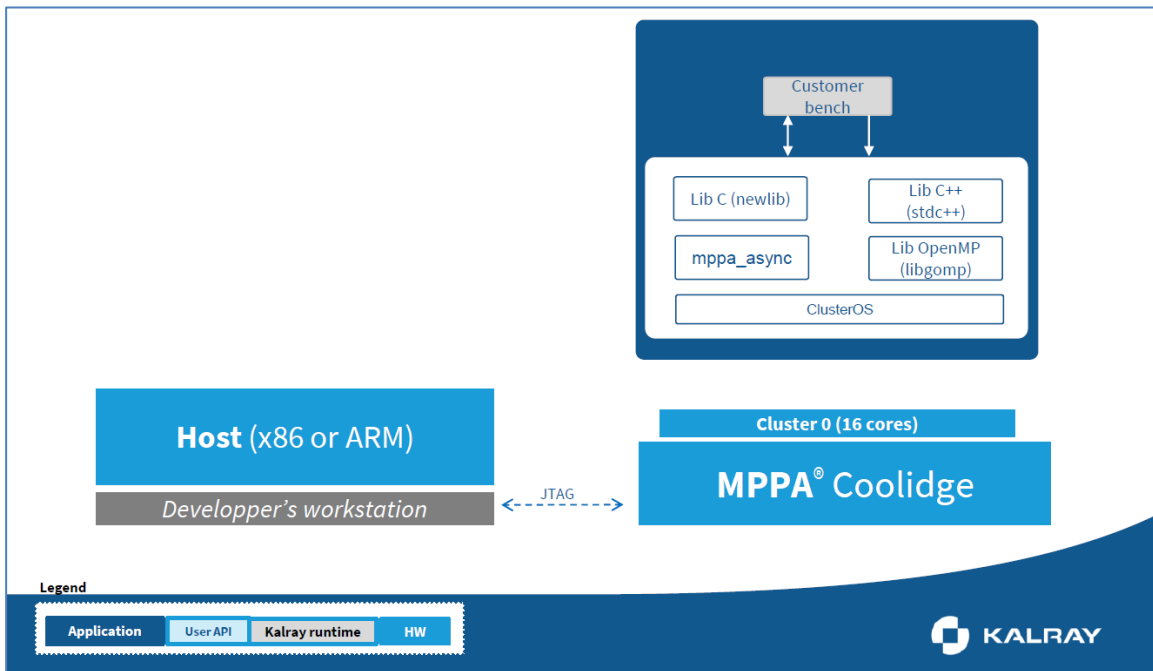 Customer
bench
Lib C (newlib)
Lib C++
(stdc++)
mppa_async
Lib OpenMP
(libgomp)
ClusterOS
Host (x86 or ARM)
Developper's workstation
JTAG
Cluster 0 (16 cores)
MPPA® Coolidge
Legend
Application
User API
Kalray runtime
HW
KALRAY